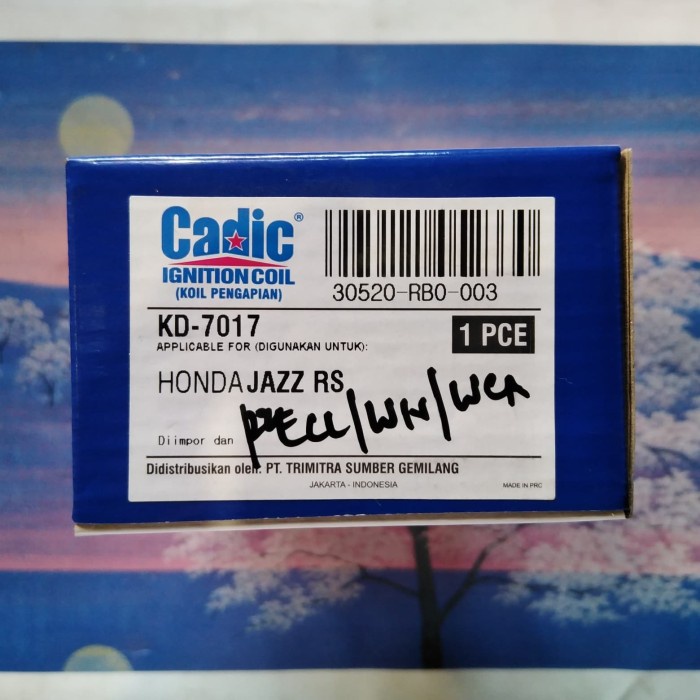 Cadic®
IGNITION COIL
(KOIL PENGAPIAN)
30520-RB0-003
KD-7017
1 PCE
APPLICABLE FOR (DIGUNAKAN UNTUK):
HONDA JAZZ RS
Diimpor dan
Didistribusikan oleh: PT. TRIMITRA SUMBER GEMILANG
JAKARTA - INDONESIA
MADE IN PRC